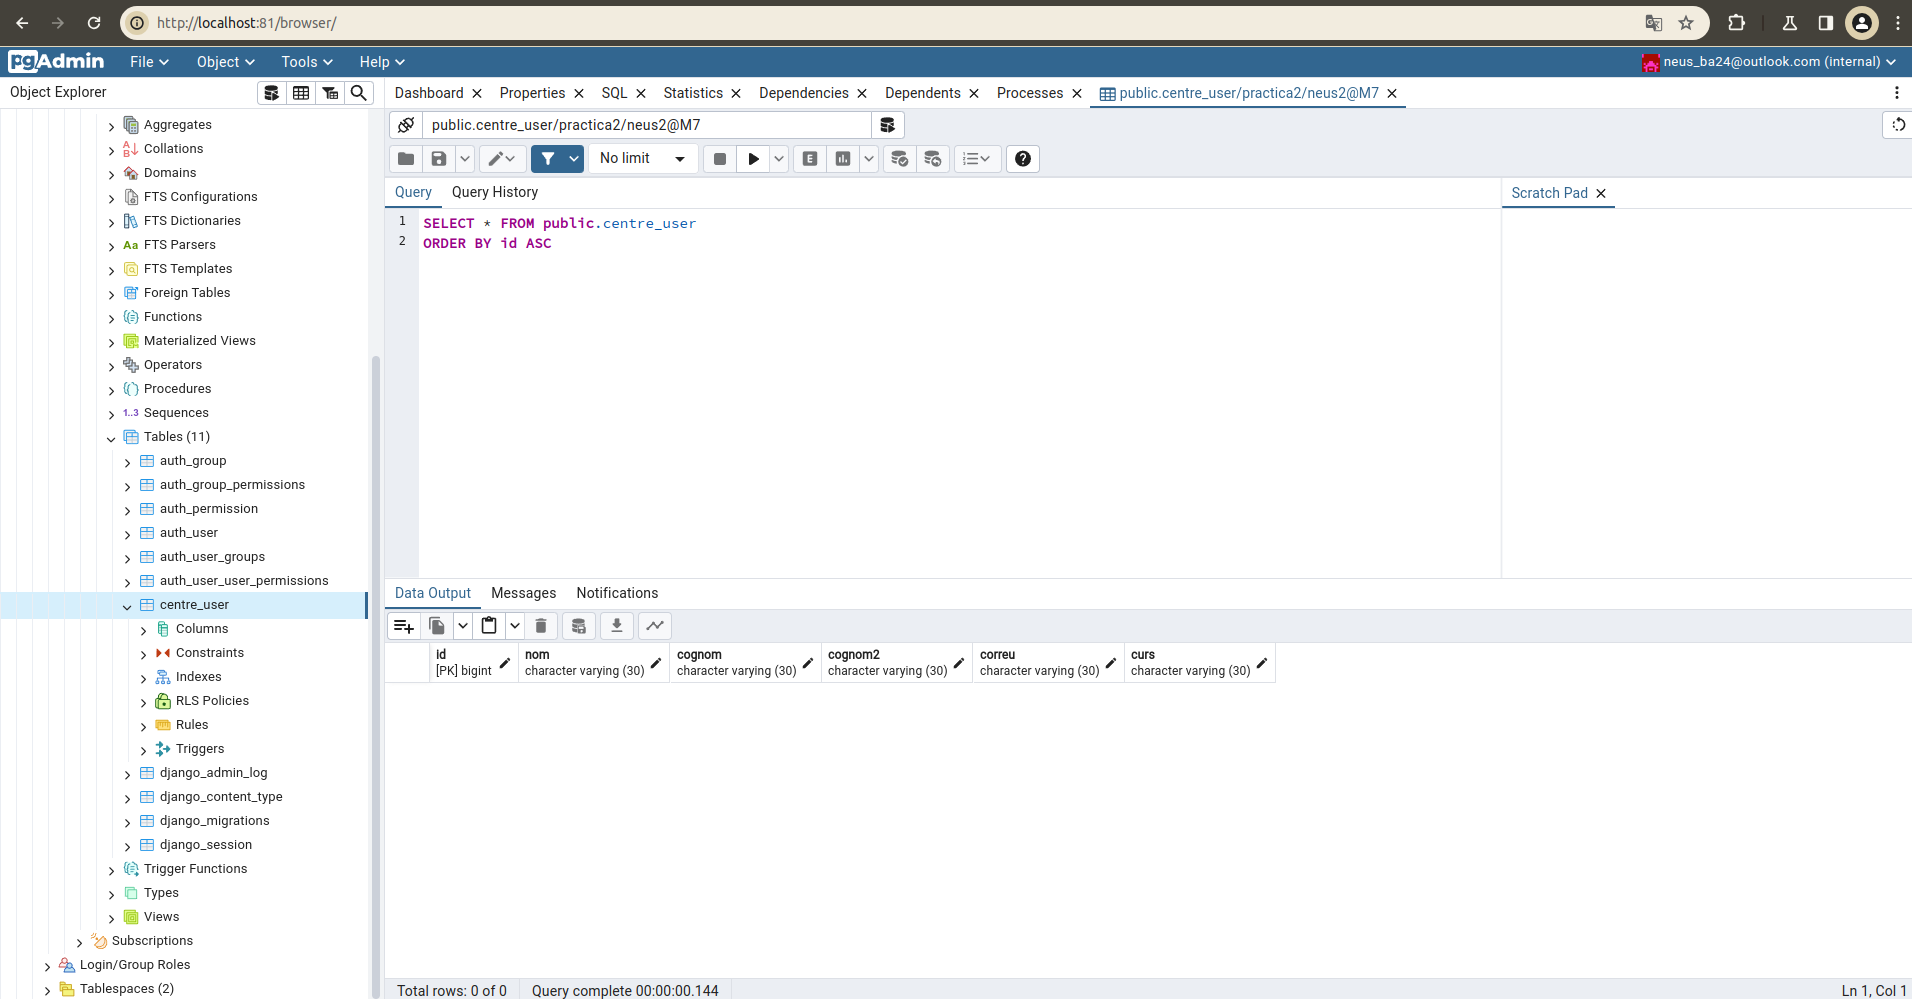 http://localhost:81/browser/
pgAdmin File Object Tools Help neus_ba24@outlook.com (internal)
Object Explorer
Dashboard Properties SQL Statistics Dependencies Dependents Processes public.centre_user/practica2/neus2@M7
public.centre_user/practica2/neus2@M7
No limit
E
Query Query History
Scratch Pad
1 SELECT * FROM public.centre_user
2 ORDER BY id ASC
Aggregates
Collations
Domains
FTS Configurations
FTS Dictionaries
Aa FTS Parsers
FTS Templates
Foreign Tables
Functions
Materialized Views
Operators
Procedures
1..3 Sequences
Tables (11)
auth_group
auth_group_permissions
auth_permission
auth_user
auth_user_groups
auth_user_user_permissions
centre_user
Columns
Constraints
Indexes
RLS Policies
Rules
Triggers
django_admin_log
django_content_type
django_migrations
django_session
Trigger Functions
Types
Views
Subscriptions
Login/Group Roles
Tablespaces (2)
Data Output Messages Notifications
id nom cognom cognom2 correu curs
[PK] bigint character varying (30) character varying (30) character varying (30) character varying (30) character varying (30)
Total rows: 0 of 0 Query complete 00:00:00.144 Ln 1, Col 1